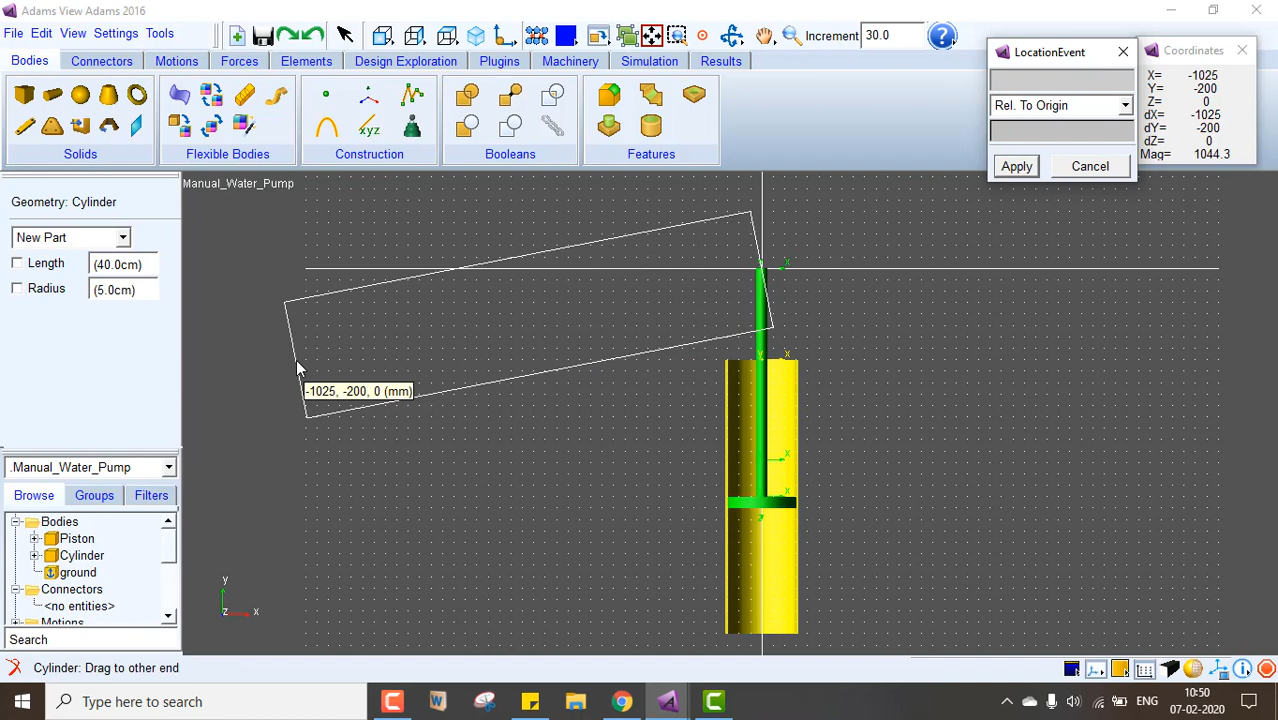 Adams View Adams 2016
File Edit View Settings Tools
Increment 30.0
Bodies Connectors Motions Forces Elements Design Exploration Plugins Machinery Simulation Results
xyz
Solids Flexible Bodies Construction Booleans Features
LocationEvent
Rel. To Origin
Apply Cancel
Coordinates
X= -1025
Y= -200
Z= 0
dX= -1025
dY= -200
dZ= 0
Mag= 1044.3
Geometry: Cylinder
New Part
Length (40.0cm)
Radius (5.0cm)
Manual_Water_Pump
x
-1025, -200, 0 (mm)
Y x
x
x
z
y
z x
.Manual_Water_Pump
Browse Groups Filters
Bodies
Piston
Cylinder
ground
Connectors
<no entities>
Motions
Search
Cylinder: Drag to other end
Type here to search
ENG
10:50
07-02-2020